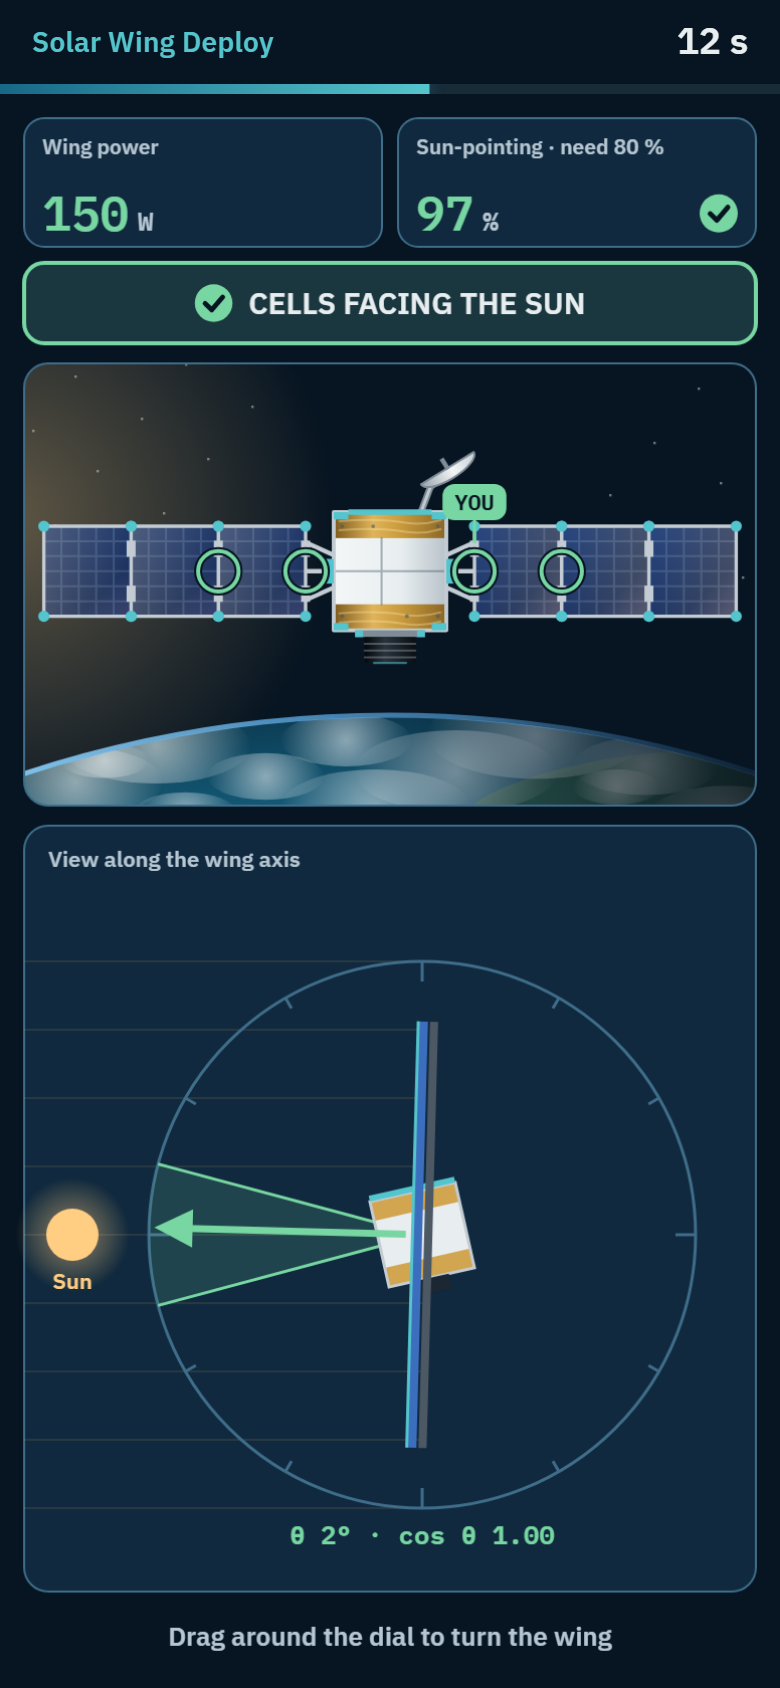 Solar Wing Deploy
12 s
Wing power
150 W
Sun-pointing · need 80 %
97 %
CELLS FACING THE SUN
YOU
View along the wing axis
Sun
θ 2° · cos θ 1.00
Drag around the dial to turn the wing